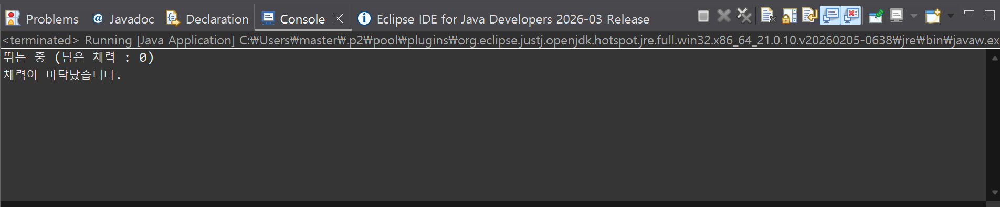 Problems @ Javadoc Declaration Console Eclipse IDE for Java Developers 2026-03 Release
<terminated> Running [Java Application] C:₩Users₩master₩.p2₩pool₩plugins₩org.eclipse.justj.openjdk.hotspot.jre.full.win32.x86_64_21.0.10.v20260205-0638₩jre₩bin₩javaw.ex
뛰는 중 (남은 체력 : 0)
체력이 바닥났습니다.